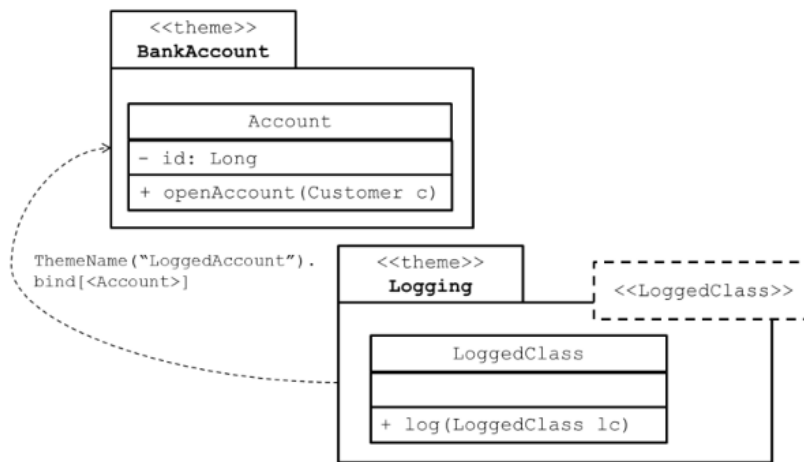 <<theme>>
BankAccount
Account
- id: Long
+ openAccount(Customer c)
ThemeName(“LoggedAccount”).
bind[<Account>]
<<theme>>
Logging
<<LoggedClass>>
LoggedClass
+ log(LoggedClass lc)